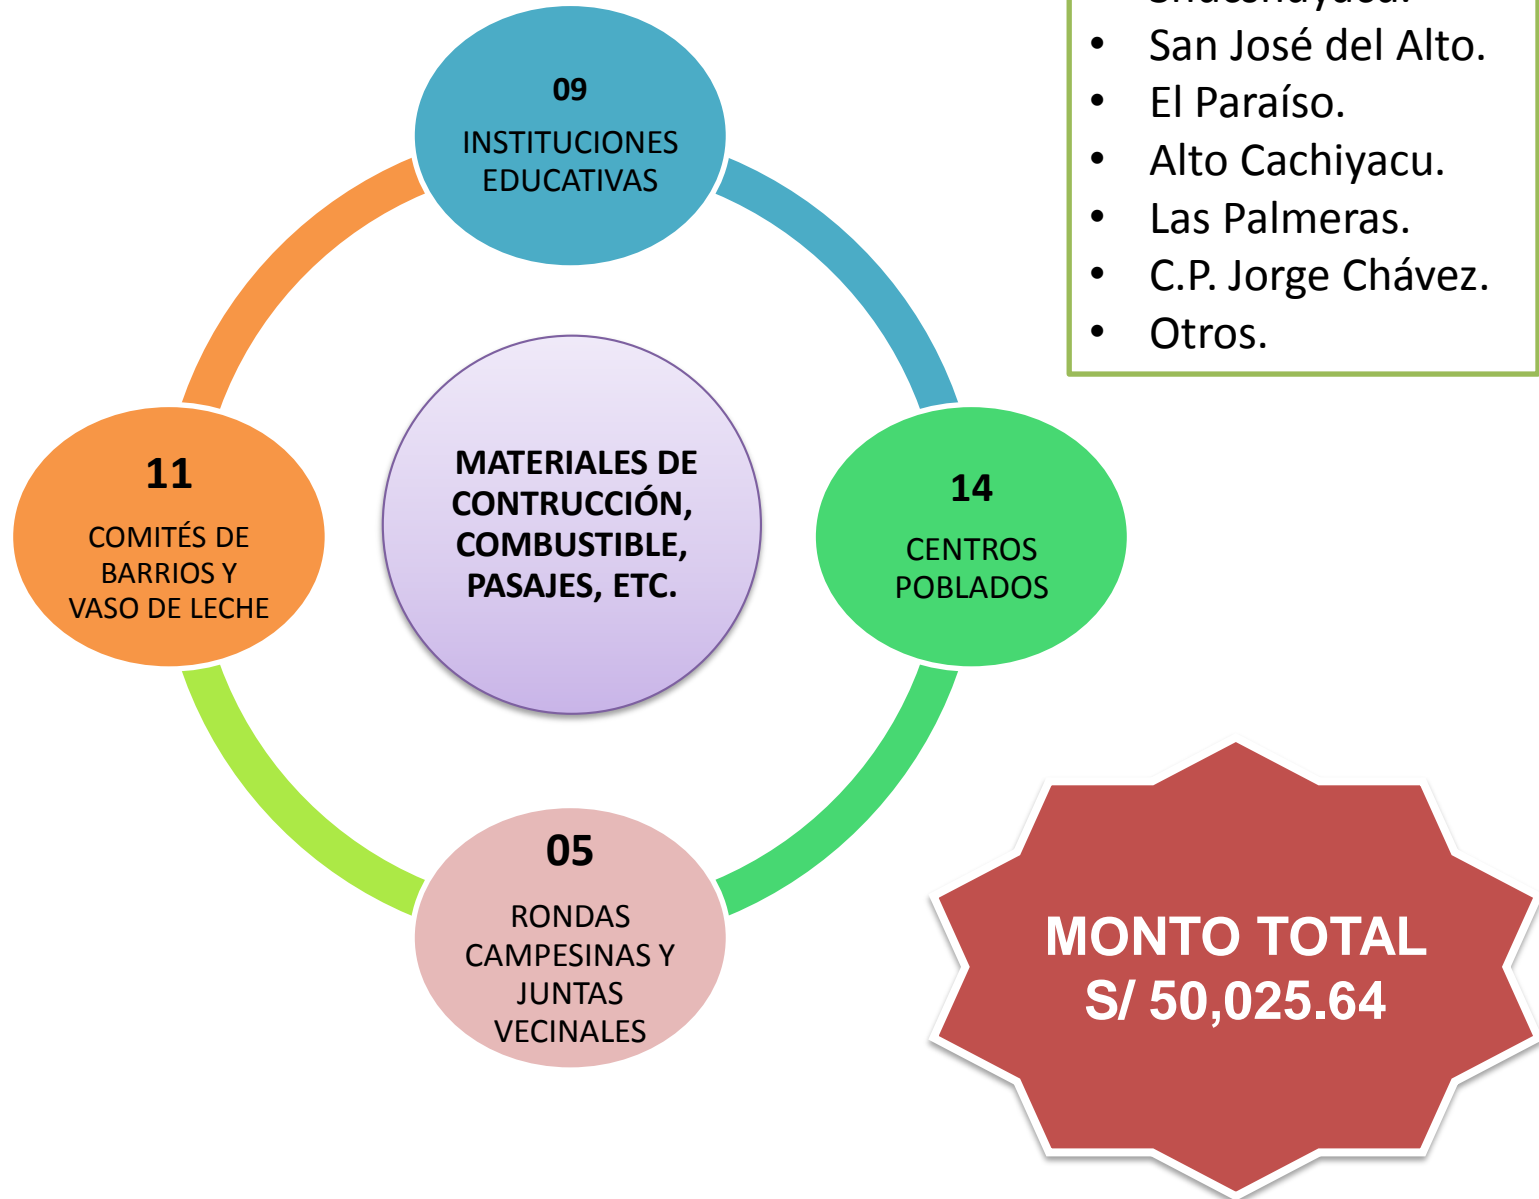 09
INSTITUCIONES
EDUCATIVAS
• San José del Alto.
• El Paraíso.
• Alto Cachiyacu.
• Las Palmeras.
• C.P. Jorge Chávez.
• Otros.
11
COMITÉS DE
BARRIOS Y
VASO DE LECHE
MATERIALES DE
CONTRUCCIÓN,
COMBUSTIBLE,
PASAJES, ETC.
14
CENTROS
POBLADOS
05
RONDAS
CAMPESINAS Y
JUNTAS
VECINALES
MONTO TOTAL
S/ 50,025.64